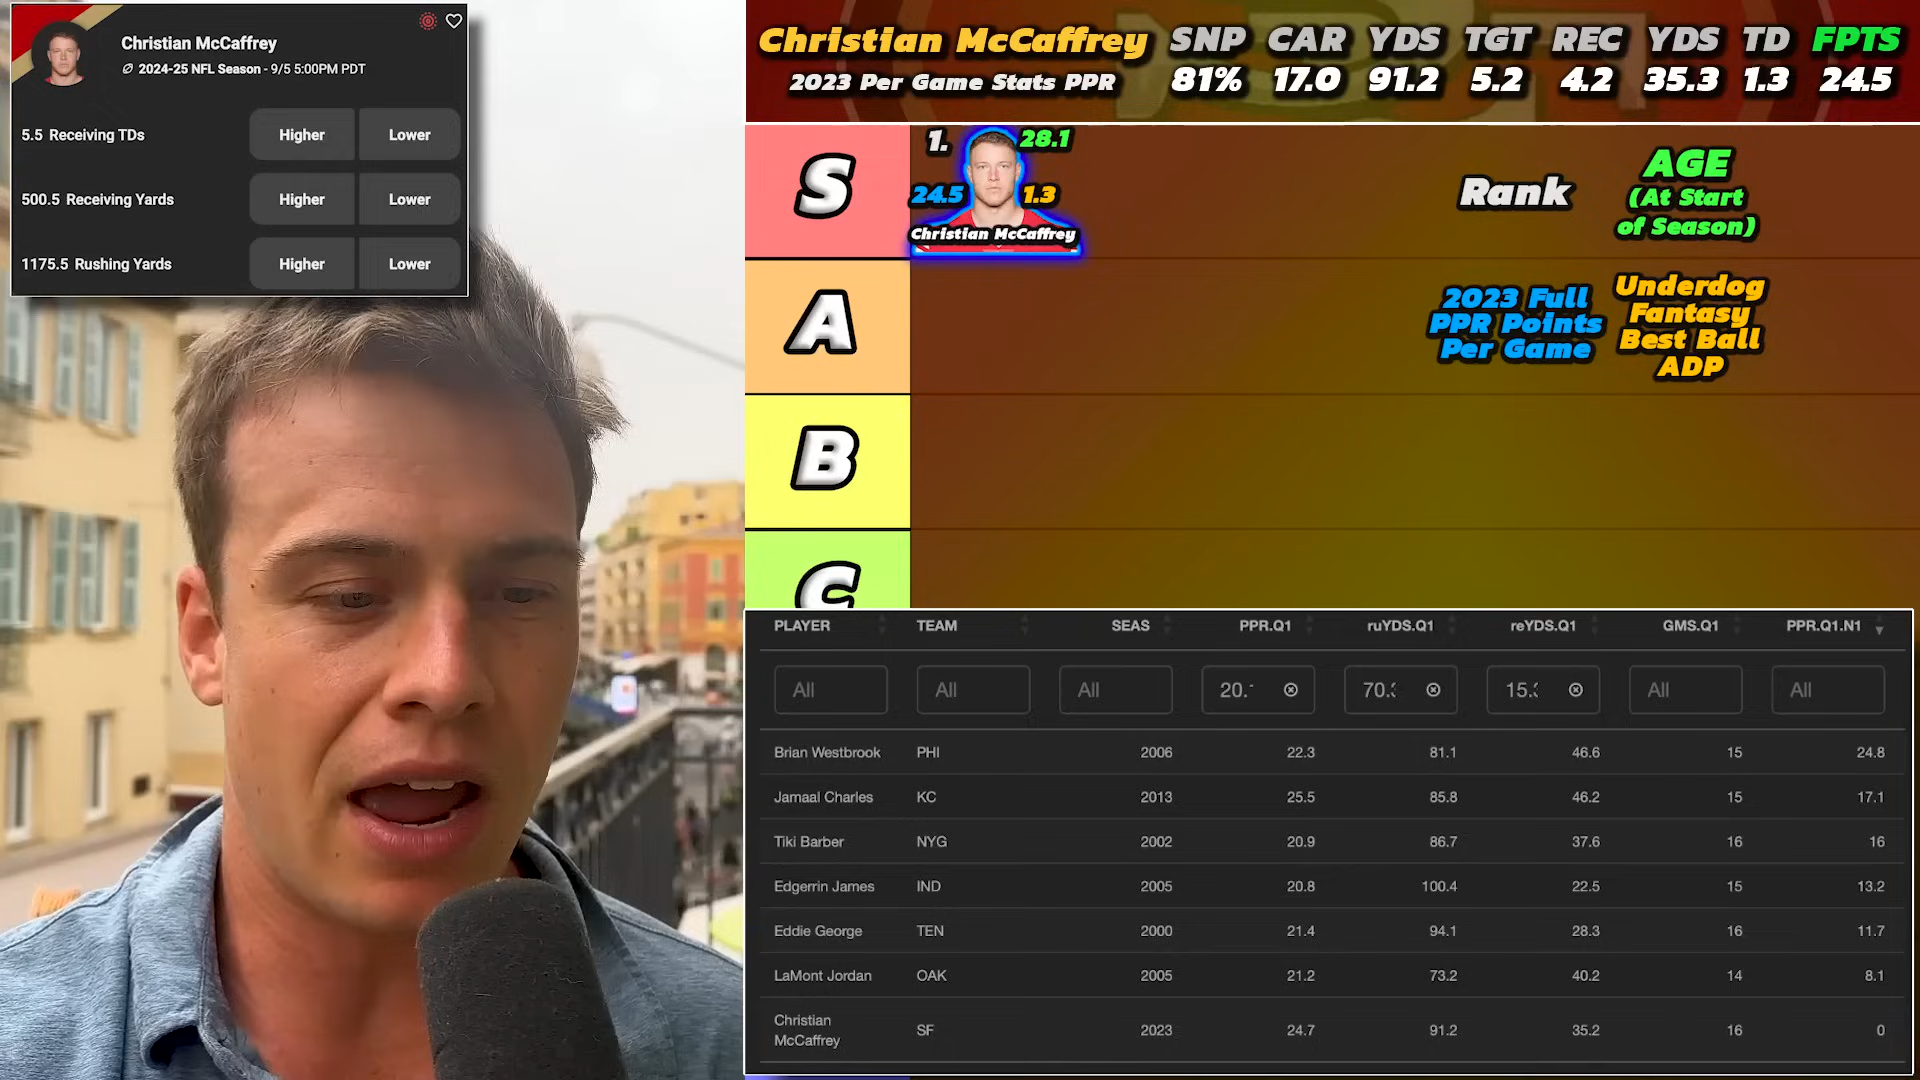 Christian McCaffrey
2024-25 NFL Season - 9/5 5:00PM PDT
5.5 Receiving TDs Higher Lower
500.5 Receiving Yards Higher Lower
1175.5 Rushing Yards Higher Lower
Christian McCaffrey SNP CAR YDS TGT REC YDS TD FPTS
2023 Per Game Stats PPR 81% 17.0 91.2 5.2 4.2 35.3 1.3 24.5
S
1. 28.1
24.5 1.3
Christian McCaffrey
Rank
AGE
(At Start
of Season)
A
2023 Full
PPR Points
Per Game
Underdog
Fantasy
Best Ball
ADP
B
C
PLAYER TEAM SEAS PPR.Q1 ruYDS.Q1 reYDS.Q1 GMS.Q1 PPR.Q1.N1
All All All 20. 70. 15. All All
Brian Westbrook PHI 2006 22.3 81.1 46.6 15 24.8
Jamaal Charles KC 2013 25.5 85.8 46.2 15 17.1
Tiki Barber NYG 2002 20.9 86.7 37.6 16 16
Edgerrin James IND 2005 20.8 100.4 22.5 15 13.2
Eddie George TEN 2000 21.4 94.1 28.3 16 11.7
LaMont Jordan OAK 2005 21.2 73.2 40.2 14 8.1
Christian
McCaffrey SF 2023 24.7 91.2 35.2 16 0